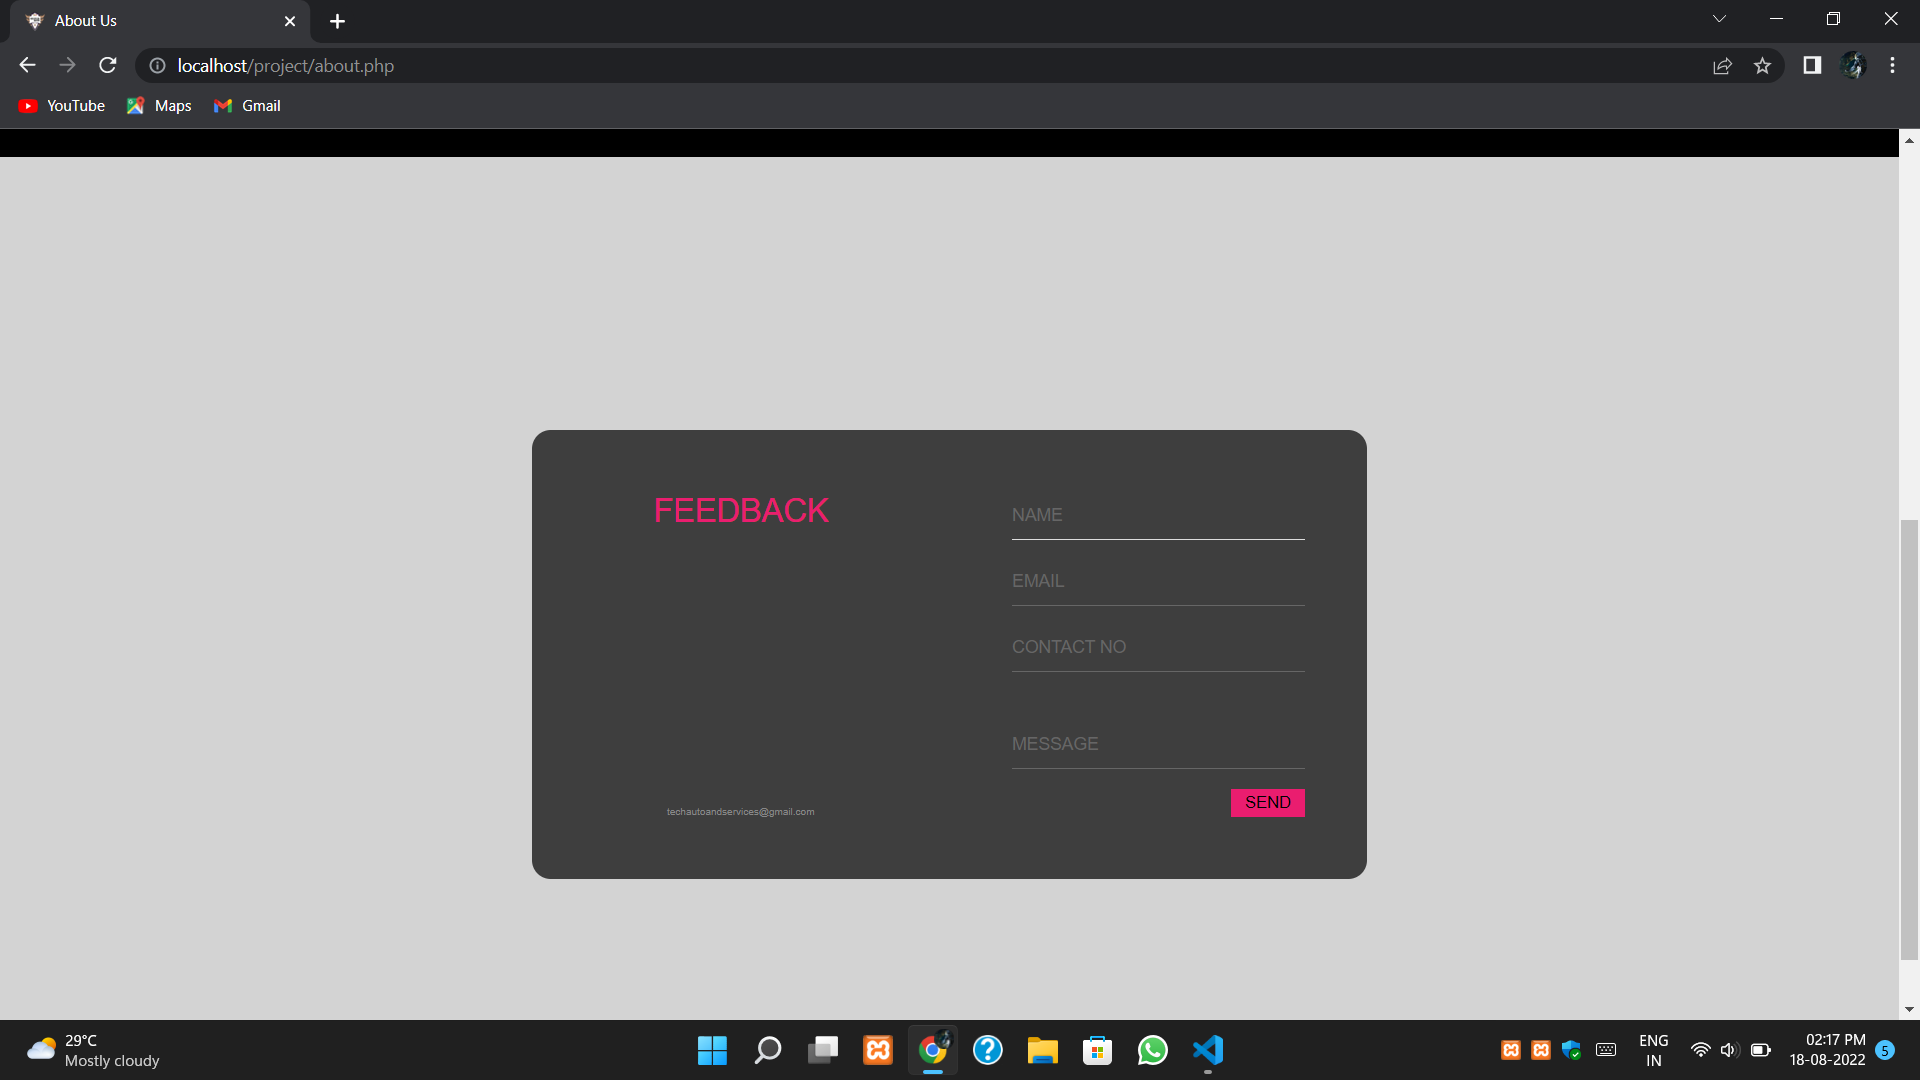 About Us
localhost/project/about.php
YouTube
Maps
Gmail
FEEDBACK
NAME
EMAIL
CONTACT NO
MESSAGE
techautoandservices@gmail.com
SEND
29°C
Mostly cloudy
ENG
IN
02:17 PM
18-08-2022
5